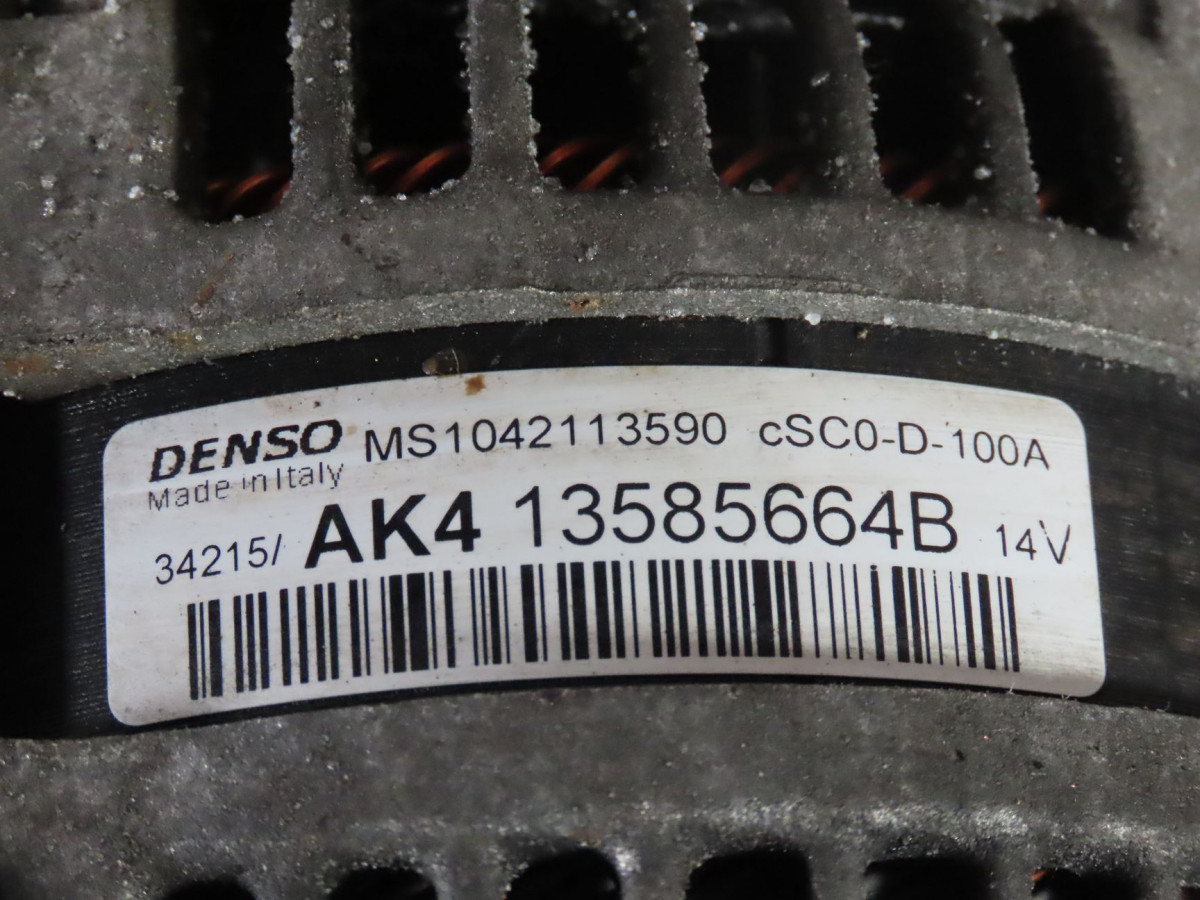 DENSO MS1042113590 cSC0-D-100A
Made in Italy
34215/ AK4 13585664B 14V